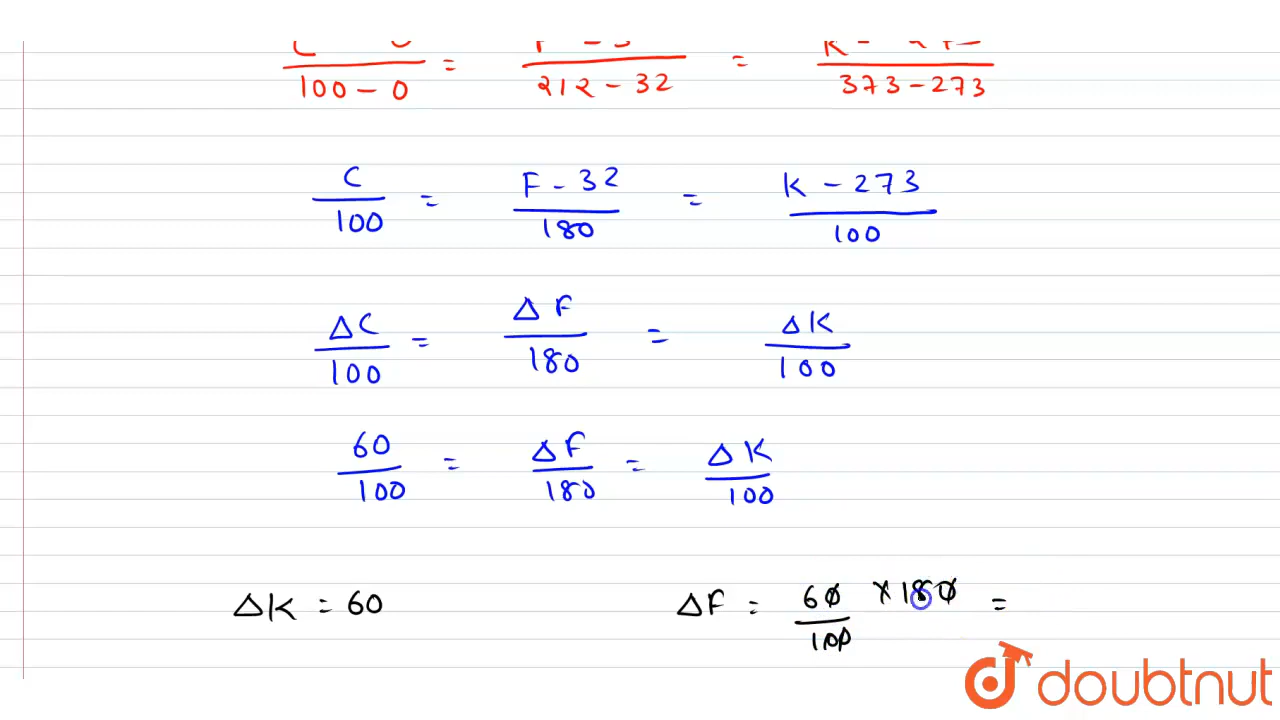 100 - 0 = 212 - 32 = 373 - 273
C/100 = F - 32/180 = K - 273/100
ΔC/100 = ΔF/180 = ΔK/100
60/100 = ΔF/180 = ΔK/100
ΔK = 60 ΔF = 60/100 × 180 =
doubtnut